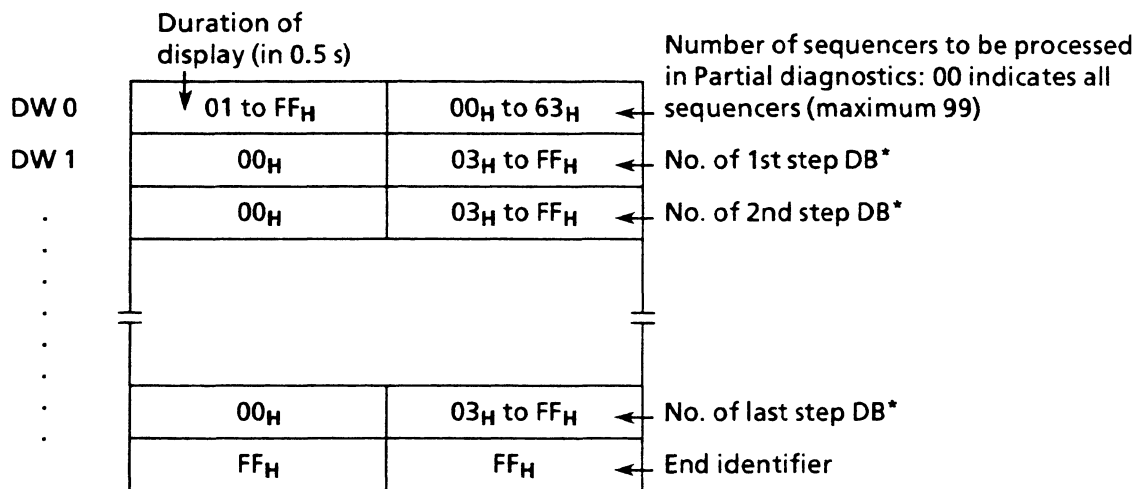 Duration of
display (in 0.5 s)
Number of sequencers to be processed
in Partial diagnostics: 00 indicates all
sequencers (maximum 99)
DW 0 01 to FFH 00H to 63H
DW 1 00H 03H to FFH No. of 1st step DB*
00H 03H to FFH No. of 2nd step DB*
00H 03H to FFH No. of last step DB*
FFH FFH End identifier